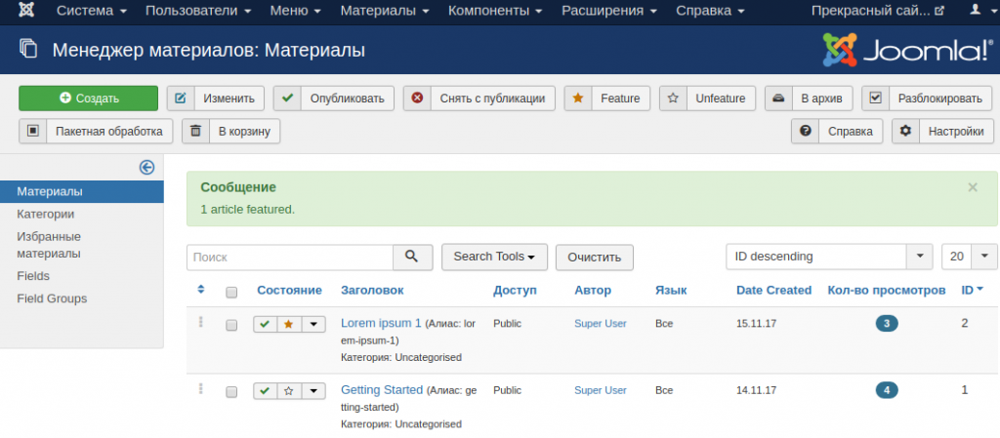 Система Пользователи Меню Материалы Компоненты Расширения Справка Прекрасный сай...
Менеджер материалов: Материалы Joomla!®
Создать Изменить Опубликовать Снять с публикации Feature Unfeature В архив Разблокировать
Пакетная обработка В корзину Справка Настройки
Материалы
Категории
Избранные
материалы
Fields
Field Groups
Сообщение ×
1 article featured.
Поиск Search Tools Очистить ID descending 20
Состояние Заголовок Доступ Автор Язык Date Created Кол-во просмотров ID
Lorem ipsum 1 (Алиас: lor Public Super User Все 15.11.17 3 2
em-ipsum-1)
Категория: Uncategorised
Getting Started (Алиас: ge Public Super User Все 14.11.17 4 1
tting-started)
Категория: Uncategorised